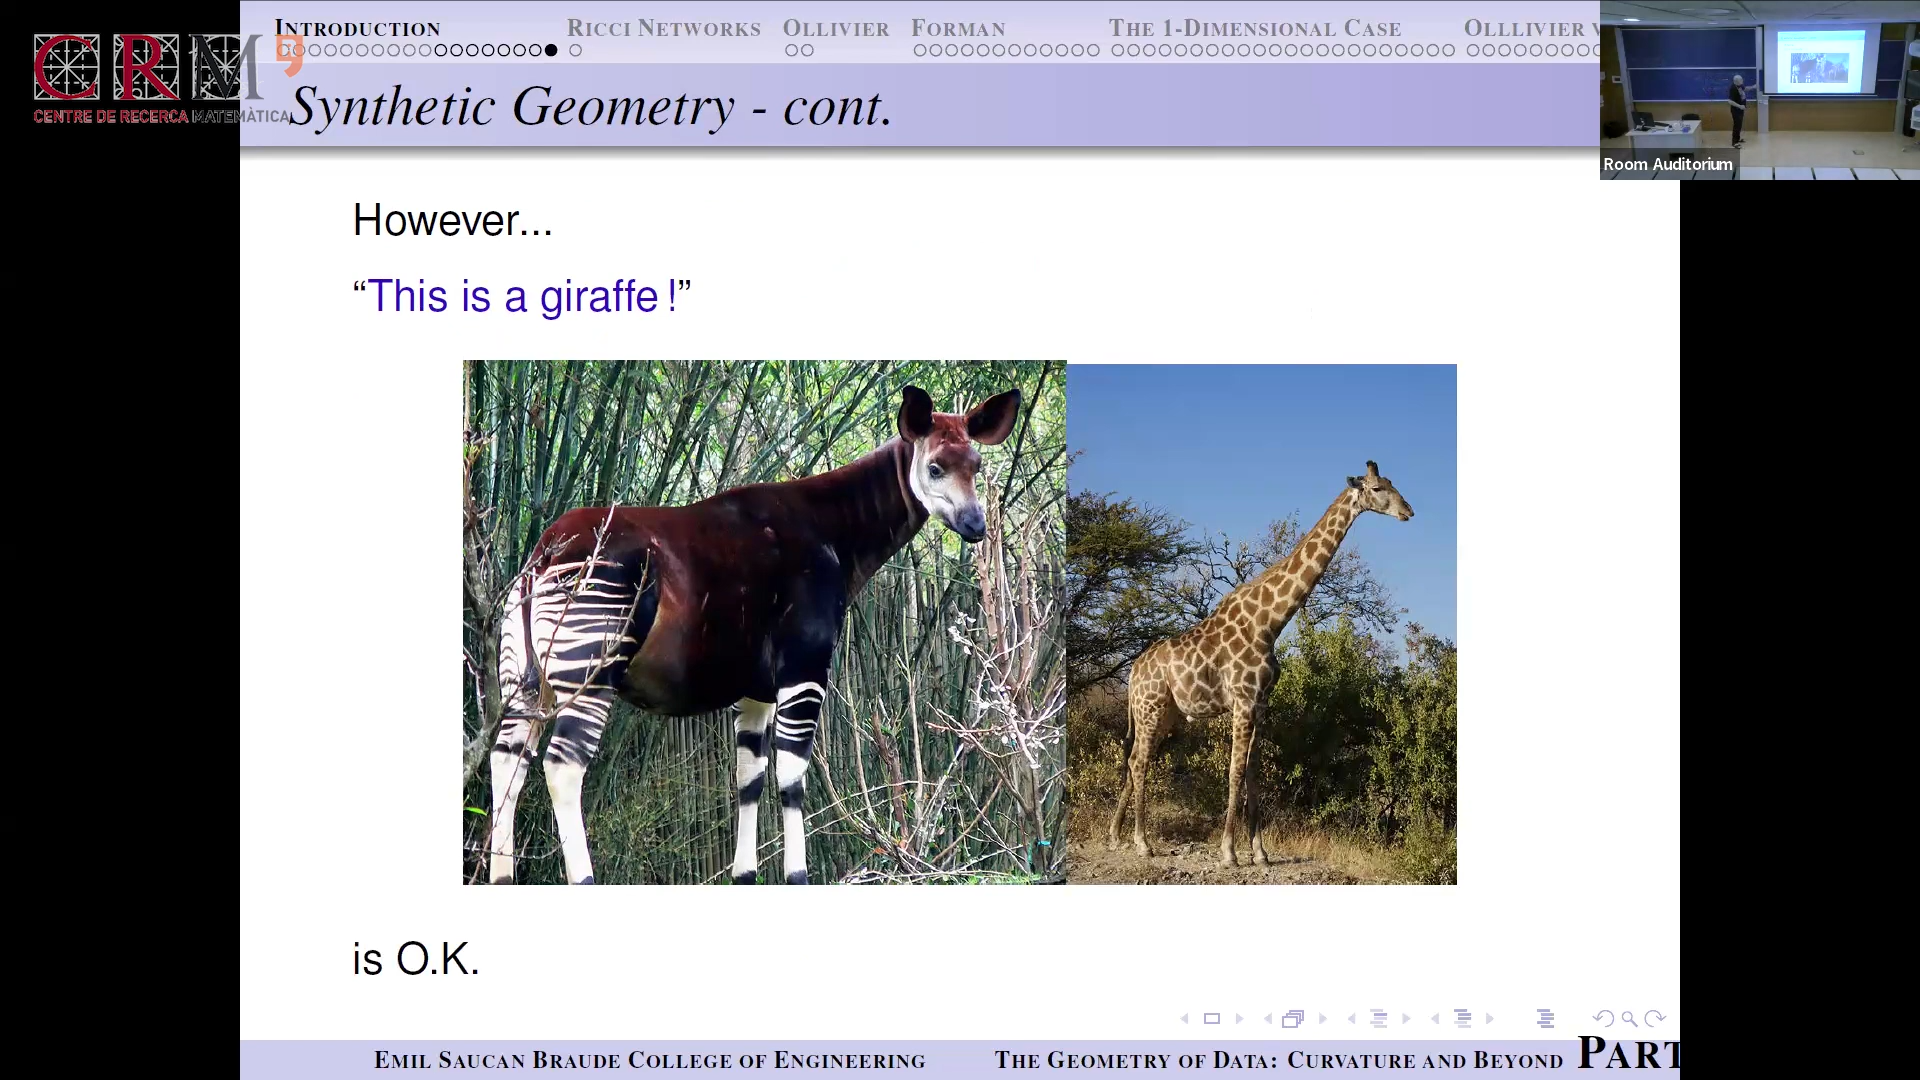 INTRODUCTION RICCI NETWORKS OLLIVIER FORMAN THE 1-DIMENSIONAL CASE OLLLIVIER V
CRM
CENTRE DE RECERCA MATEMÀTICA
Synthetic Geometry - cont.
Room Auditorium
However...
“This is a giraffe !”
is O.K.
EMIL SAUCAN BRAUDE COLLEGE OF ENGINEERING THE GEOMETRY OF DATA: CURVATURE AND BEYOND PART